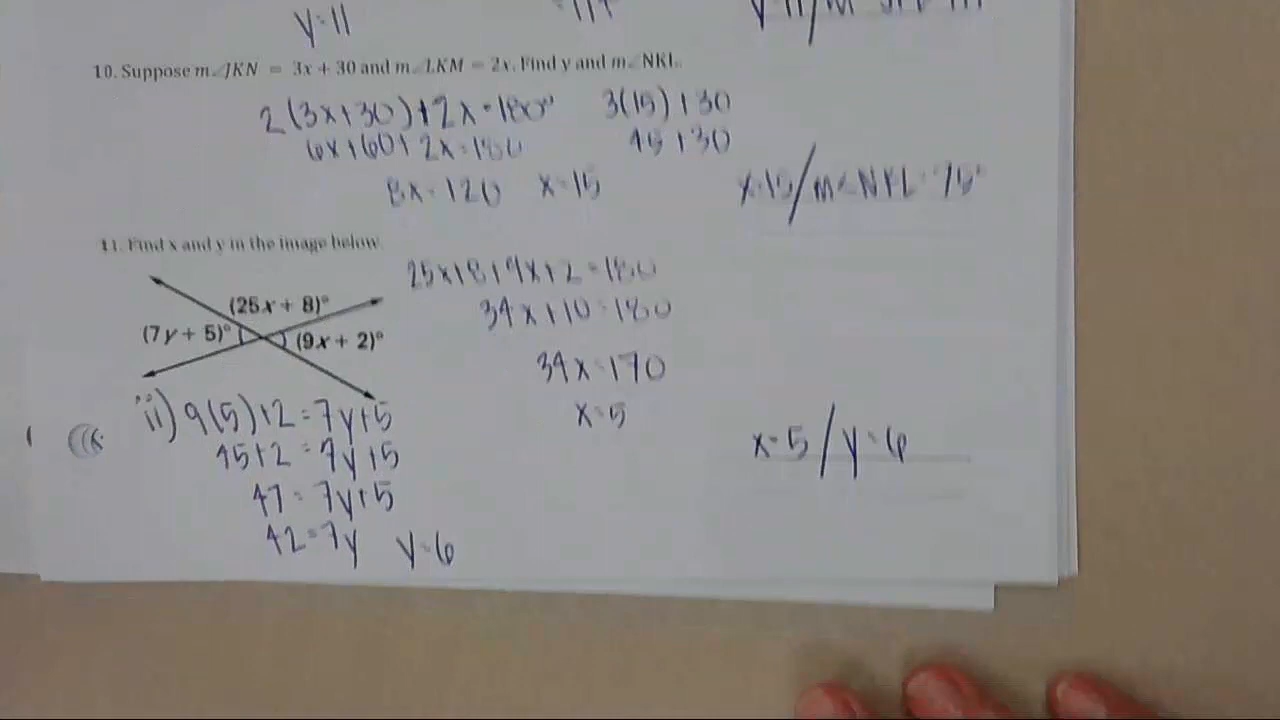 y=11
10. Suppose m∠JKN = 3x + 30 and m∠LKM = 2x. Find y and m∠NKL.
2(3x+30)+2x=180°
3(15)+30
6x+60+2x=180
45+30
8x=120 x=15
x=15/m∠NKL=75°
11. Find x and y in the image below.
25x+8+9x+2=180
(25x + 8)°
34x+10=180
(7y + 5)°
(9x + 2)°
34x=170
ii) 9(5)+2=7y+5
x=5
45+2=7y+5
x=5/y=6
47=7y+5
42=7y y=6